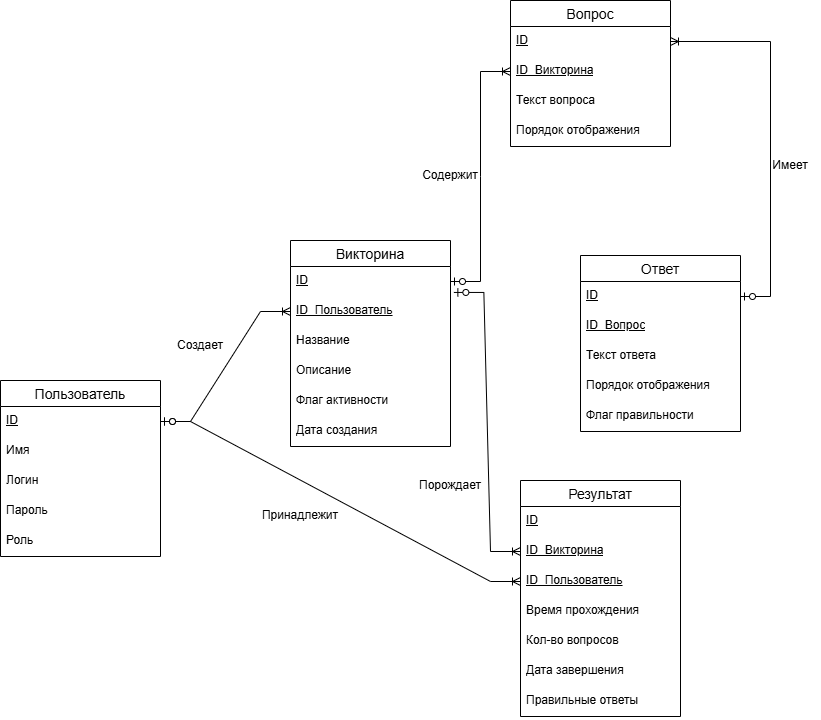 Вопрос
ID
ID_Викторина
Текст вопроса
Порядок отображения
Содержит
Имеет
Викторина
ID
ID_Пользователь
Название
Описание
Флаг активности
Дата создания
Ответ
ID
ID_Вопрос
Текст ответа
Порядок отображения
Флаг правильности
Создает
Пользователь
ID
Имя
Логин
Пароль
Роль
Принадлежит
Порождает
Результат
ID
ID_Викторина
ID_Пользователь
Время прохождения
Кол-во вопросов
Дата завершения
Правильные ответы